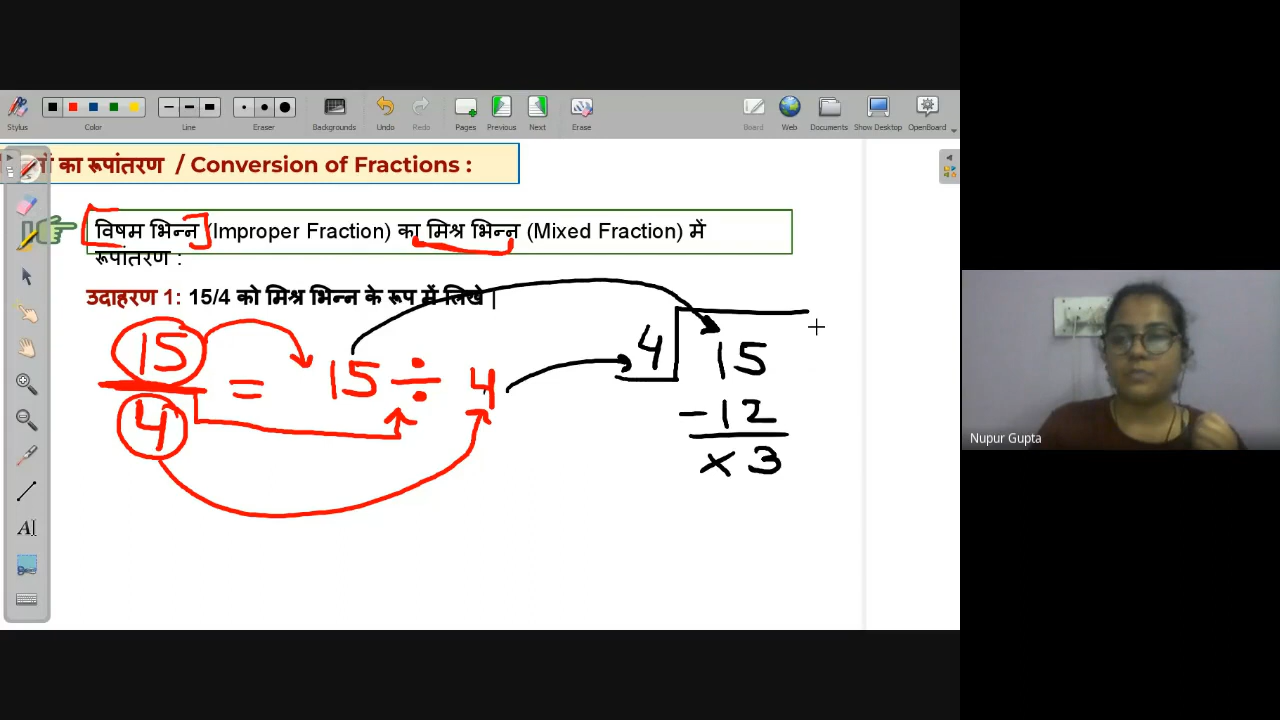 Stylus Color Line Eraser Backgrounds Undo Redo Pages Previous Next Erase Board Web Documents Show Desktop OpenBoard
का रूपांतरण / Conversion of Fractions :
विषम भिन्न (Improper Fraction) का मिश्र भिन्न (Mixed Fraction) में
रूपांतरण :
उदाहरण 1: 15/4 को मिश्र भिन्न के रूप में लिखे |
15
4
= 15 ÷ 4
4 15
-12
x 3
Nupur Gupta